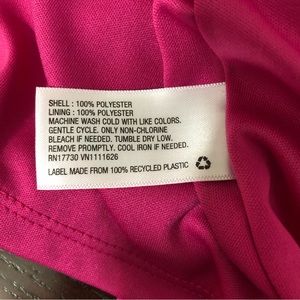 SHELL : 100% POLYESTER
LINING : 100% POLYESTER
MACHINE WASH COLD WITH LIKE COLORS.
GENTLE CYCLE. ONLY NON-CHLORINE
BLEACH IF NEEDED. TUMBLE DRY LOW.
REMOVE PROMPTLY. COOL IRON IF NEEDED.
RN17730 VN1111626
LABEL MADE FROM 100% RECYCLED PLASTIC